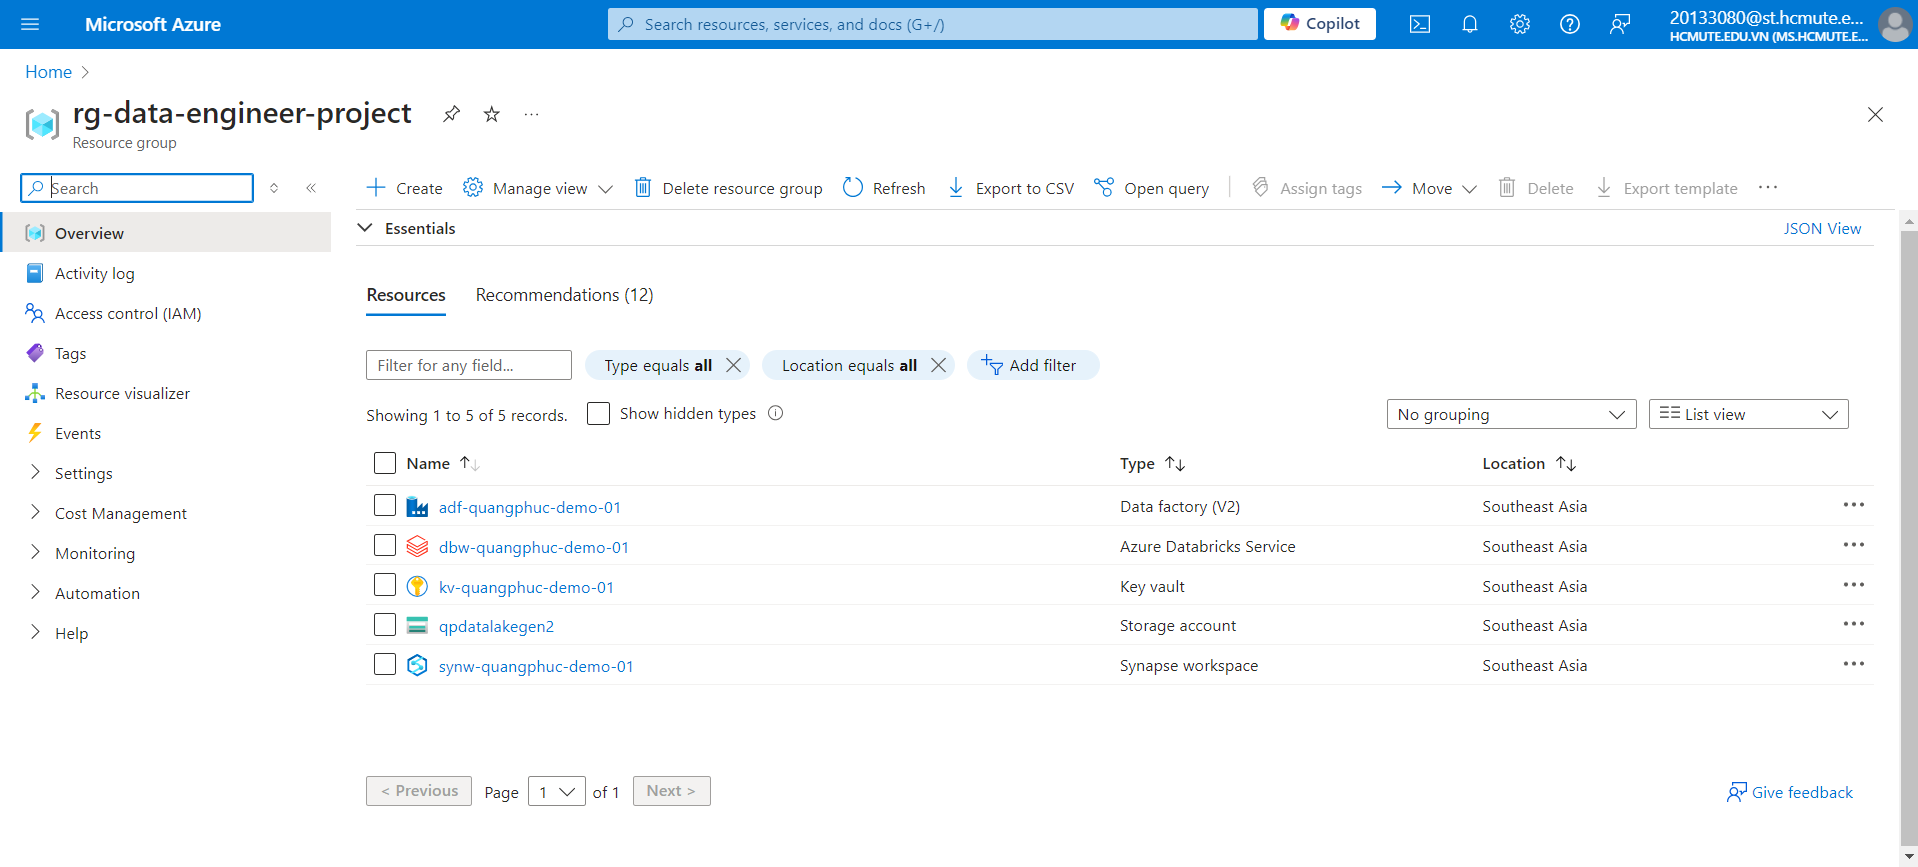 Microsoft Azure
Search resources, services, and docs (G+/)
Copilot
20133080@st.hcmute.e...
HCMUTE.EDU.VN (MS.HCMUTE.E...
Home
rg-data-engineer-project
Resource group
Search
Create
Manage view
Delete resource group
Refresh
Export to CSV
Open query
Assign tags
Move
Delete
Export template
Overview
Activity log
Access control (IAM)
Tags
Resource visualizer
Events
Settings
Cost Management
Monitoring
Automation
Help
Essentials
JSON View
Resources
Recommendations (12)
Filter for any field...
Type equals all
Location equals all
Add filter
Showing 1 to 5 of 5 records.
Show hidden types
No grouping
List view
Name Type Location
adf-quangphuc-demo-01 Data factory (V2) Southeast Asia
dbw-quangphuc-demo-01 Azure Databricks Service Southeast Asia
kv-quangphuc-demo-01 Key vault Southeast Asia
qpdatalakegen2 Storage account Southeast Asia
synw-quangphuc-demo-01 Synapse workspace Southeast Asia
< Previous Page 1 of 1 Next >
Give feedback